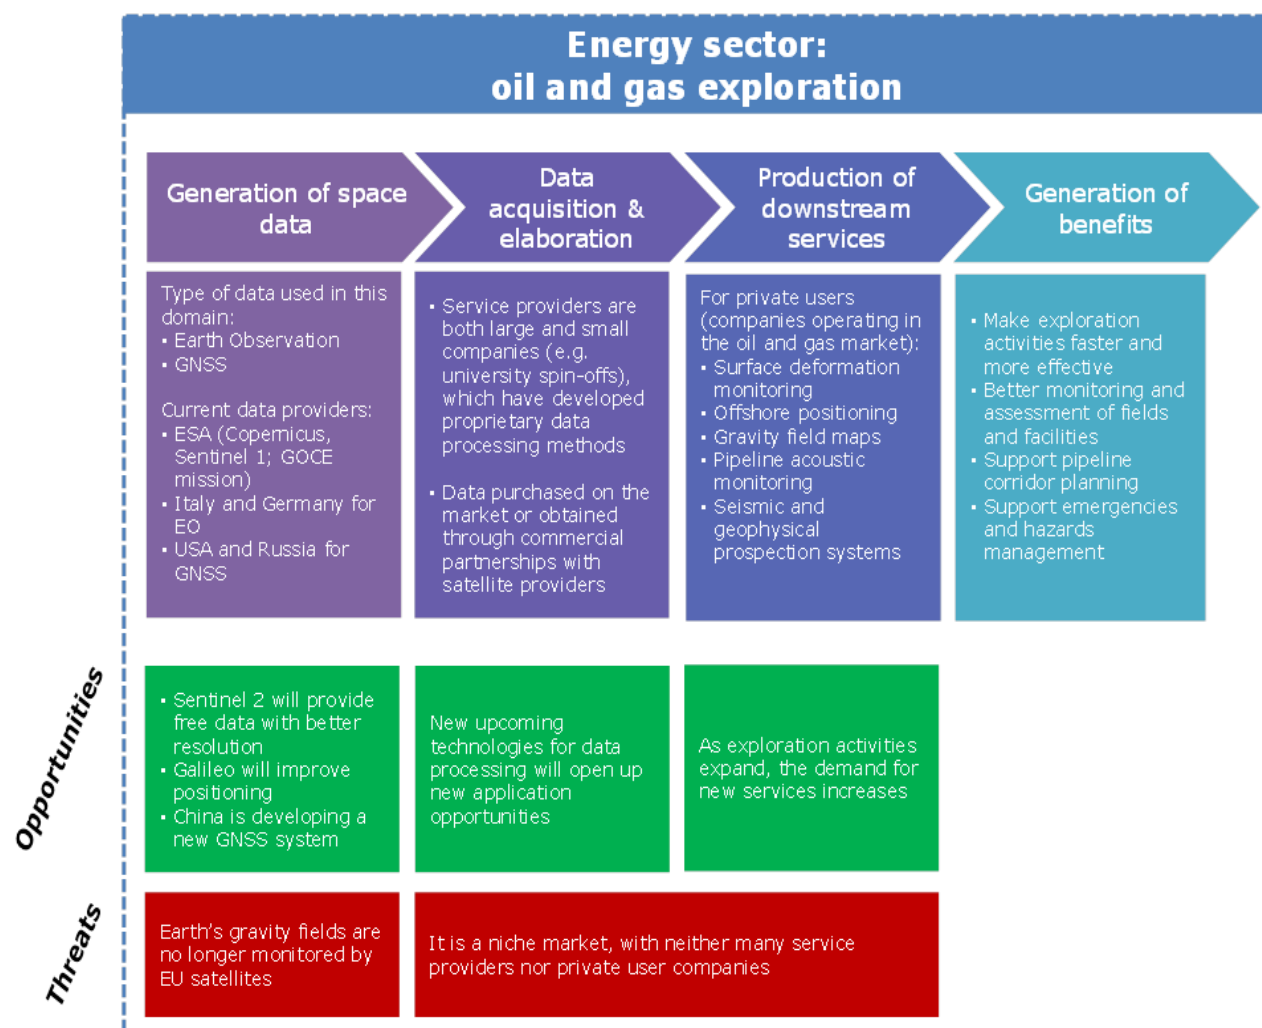 Energy sector:
oil and gas exploration
Generation of space
data
Data
acquisition &
elaboration
Production of
downstream
services
Generation of
benefits
Type of data used in this
domain:
▪ Earth Observation
▪ GNSS
Current data providers:
▪ ESA (Copernicus,
Sentinel 1; GOCE
mission)
▪ Italy and Germany for
EO
▪ USA and Russia for
GNSS
▪ Service providers are
both large and small
companies (e.g.
university spin-offs),
which have developed
proprietary data
processing methods
▪ Data purchased on the
market or obtained
through commercial
partnerships with
satellite providers
For private users
(companies operating in
the oil and gas market):
▪ Surface deformation
monitoring
▪ Offshore positioning
▪ Gravity field maps
▪ Pipeline acoustic
monitoring
▪ Seismic and
geophysical
prospection systems
▪ Make exploration
activities faster and
more effective
▪ Better monitoring and
assessment of fields
and facilities
▪ Support pipeline
corridor planning
▪ Support emergencies
and hazards
management
Opportunities
▪ Sentinel 2 will provide
free data with better
resolution
▪ Galileo will improve
positioning
▪ China is developing a
new GNSS system
New upcoming
technologies for data
processing will open up
new application
opportunities
As exploration activities
expand, the demand for
new services increases
Threats
Earth's gravity fields are
no longer monitored by
EU satellites
It is a niche market, with neither many service
providers nor private user companies